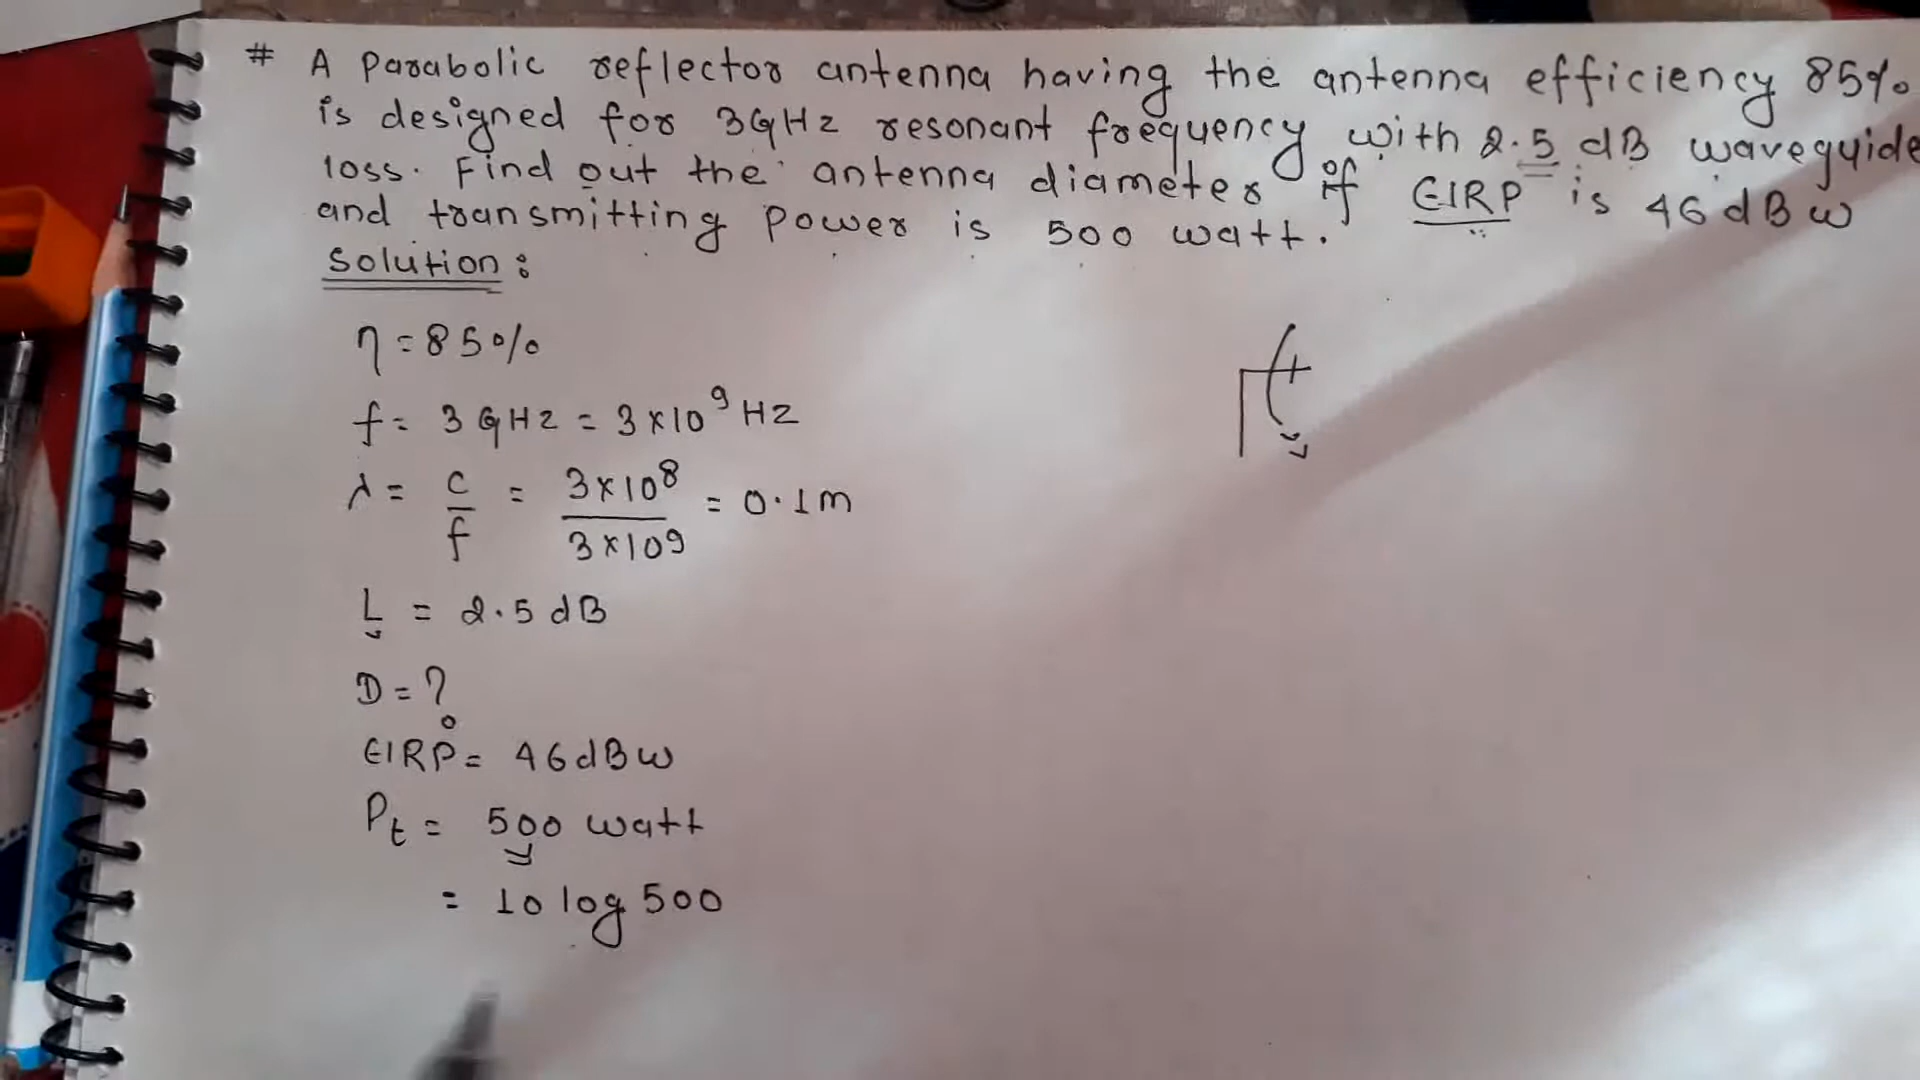 # A Parabolic reflector antenna having the antenna efficiency 85%
is designed for 3GHz resonant frequency with 2.5 dB waveguide
loss. Find out the antenna diameter if EIRP is 46 dBw
and transmitting power is 500 watt.
Solution :
η = 85%
f = 3 GHz = 3×10⁹ Hz
λ = c/f = 3×10⁸/3×10⁹ = 0.1m
L = 2.5 dB
D = ?
EIRP = 46dBw
Pt = 500 watt
= 10 log 500